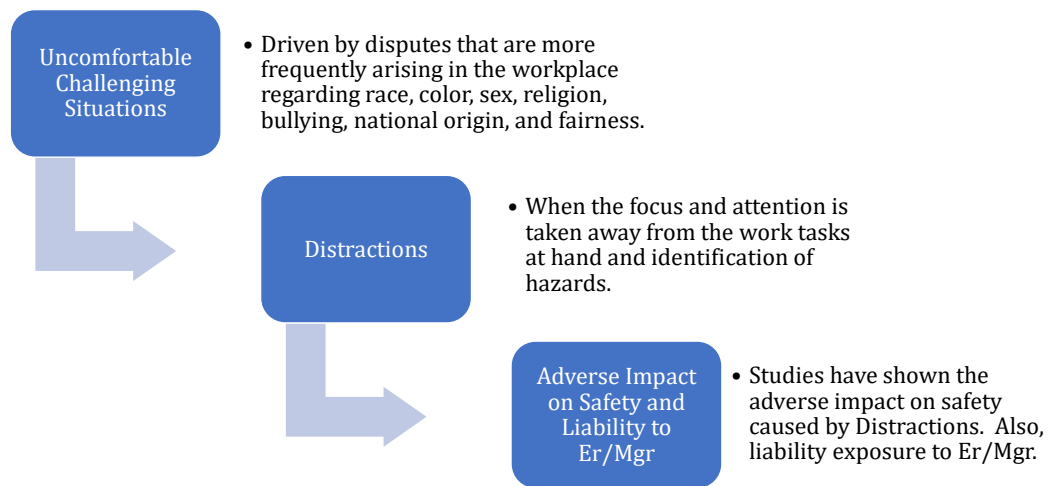 Uncomfortable
Challenging
Situations
• Driven by disputes that are more
frequently arising in the workplace
regarding race, color, sex, religion,
bullying, national origin, and fairness.
Distractions
• When the focus and attention is
taken away from the work tasks
at hand and identification of
hazards.
Adverse Impact
on Safety and
Liability to
Er/Mgr
• Studies have shown the
adverse impact on safety
caused by Distractions.  Also,
liability exposure to Er/Mgr.